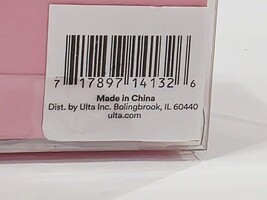 7 17897 14132 6
Made in China
Dist. by Ulta Inc. Bolingbrook, IL 60440
ulta.com